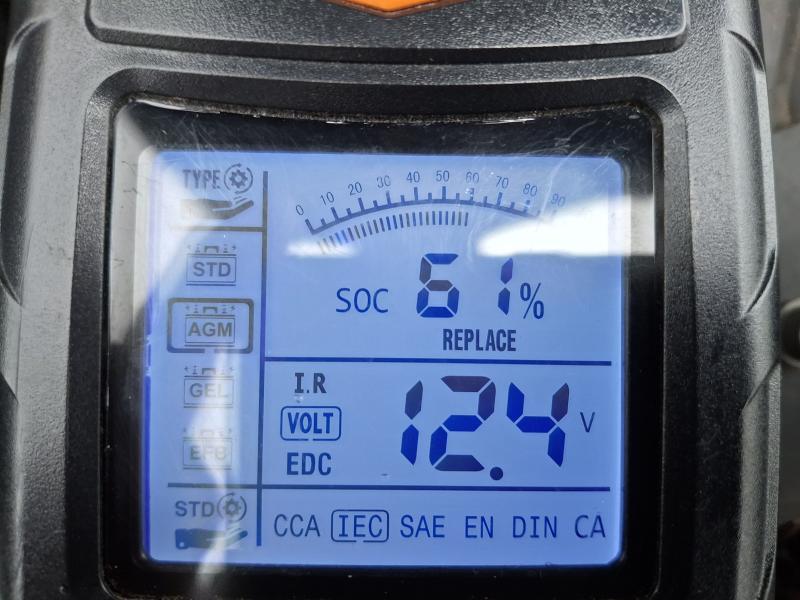 TYPE
0 10 20 30 40 50 60 70 80 90
STD
SOC 61%
AGM
REPLACE
I.R
GEL
VOLT 12.4 V
EFB
EDC
STD
CCA IEC SAE EN DIN CA